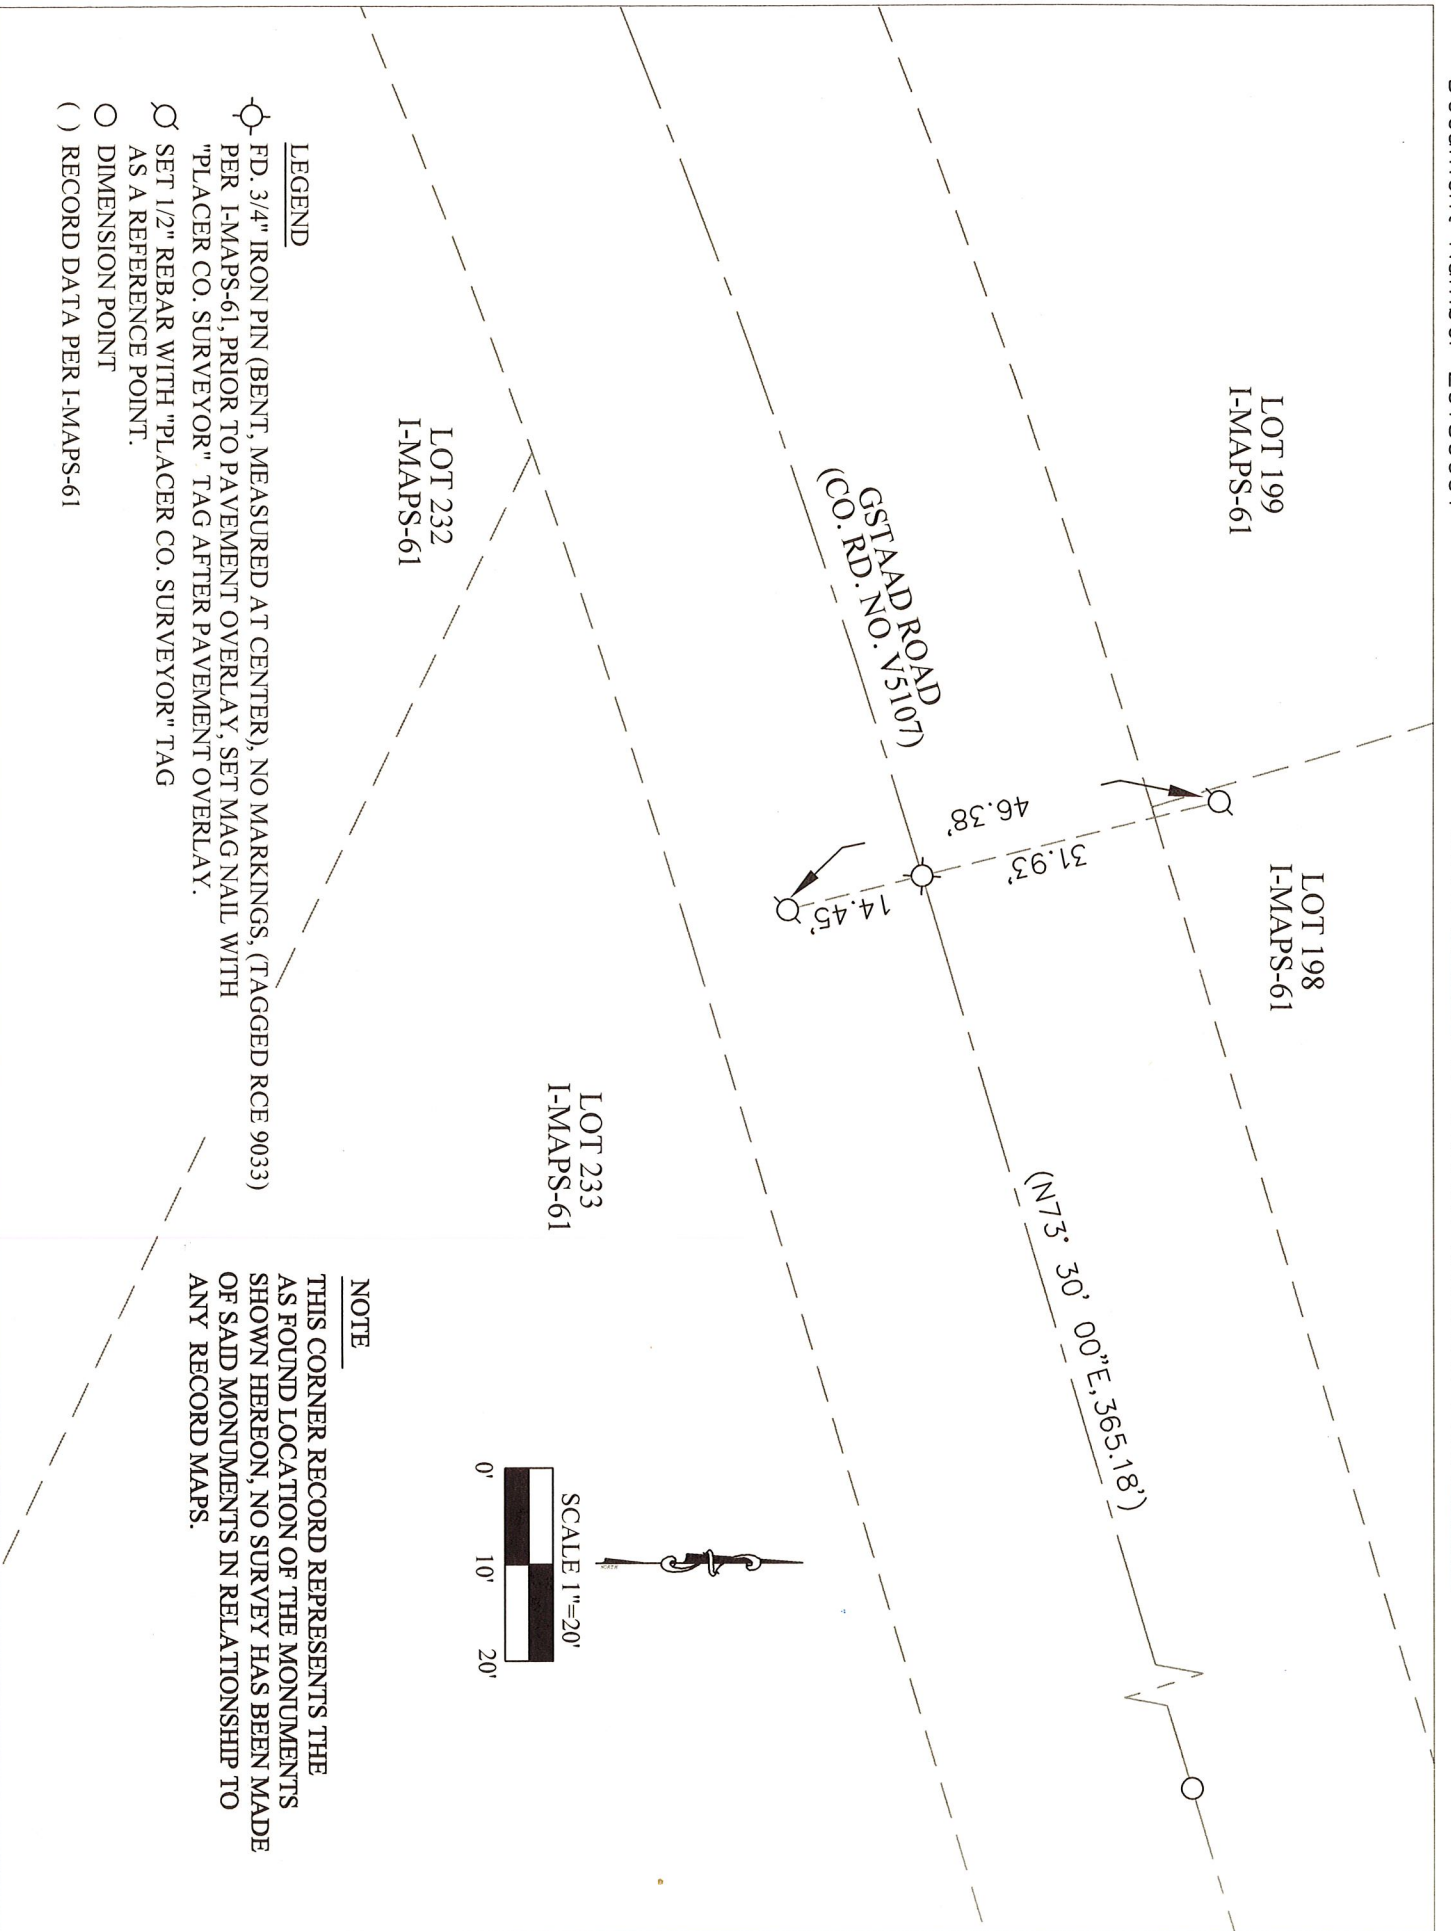 LOT 199
I-MAPS-61
LOT 198
I-MAPS-61
GSTAAD ROAD
(CO. RD. NO. V5107)
46.38'
31.93'
14.45'
(N73° 30' 00"E, 365.18')
LOT 232
I-MAPS-61
LOT 233
I-MAPS-61
SCALE 1"=20'
0' 10' 20'
LEGEND
FD. 3/4" IRON PIN (BENT, MEASURED AT CENTER), NO MARKINGS, (TAGGED RCE 9033)
PER I-MAPS-61, PRIOR TO PAVEMENT OVERLAY, SET MAG NAIL WITH
"PLACER CO. SURVEYOR" TAG AFTER PAVEMENT OVERLAY.
SET 1/2" REBAR WITH "PLACER CO. SURVEYOR" TAG
AS A REFERENCE POINT.
DIMENSION POINT
( ) RECORD DATA PER I-MAPS-61
NOTE
THIS CORNER RECORD REPRESENTS THE
AS FOUND LOCATION OF THE MONUMENTS
SHOWN HEREON, NO SURVEY HAS BEEN MADE
OF SAID MONUMENTS IN RELATIONSHIP TO
ANY RECORD MAPS.